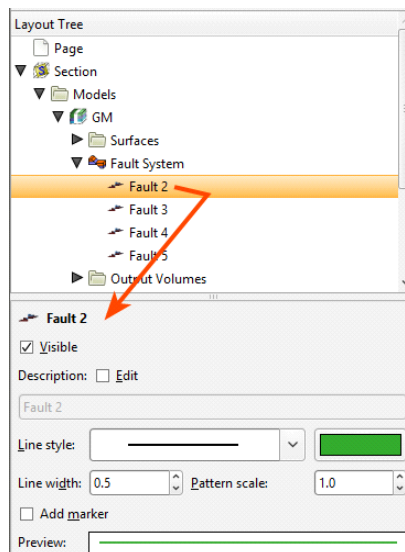 Layout Tree
Page
Section
Models
GM
Surfaces
Fault System
Fault 2
Fault 3
Fault 4
Fault 5
Output Volumes
Fault 2
Visible
Description: Edit
Fault 2
Line style:
Line width: 0.5 Pattern scale: 1.0
Add marker
Preview: